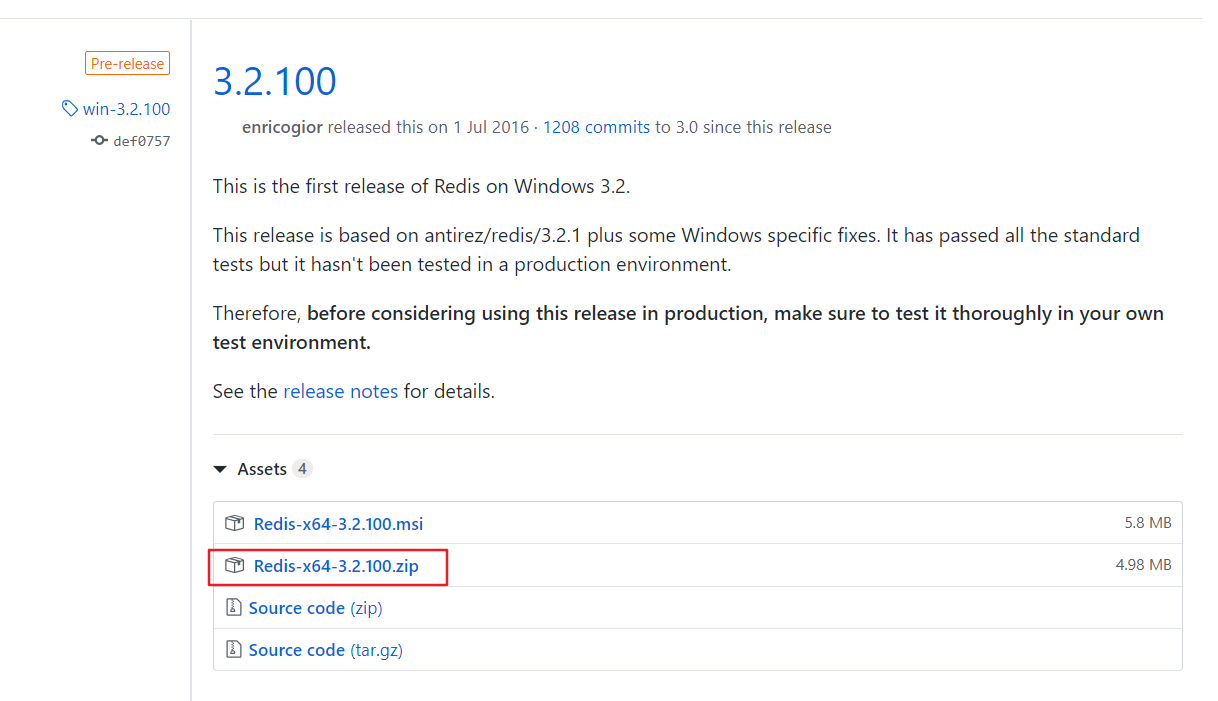 Pre-release
win-3.2.100
def0757
3.2.100
enricogior released this on 1 Jul 2016 · 1208 commits to 3.0 since this release
This is the first release of Redis on Windows 3.2.
This release is based on antirez/redis/3.2.1 plus some Windows specific fixes. It has passed all the standard
tests but it hasn't been tested in a production environment.
Therefore, before considering using this release in production, make sure to test it thoroughly in your own
test environment.
See the release notes for details.
Assets 4
Redis-x64-3.2.100.msi 5.8 MB
Redis-x64-3.2.100.zip 4.98 MB
Source code (zip)
Source code (tar.gz)